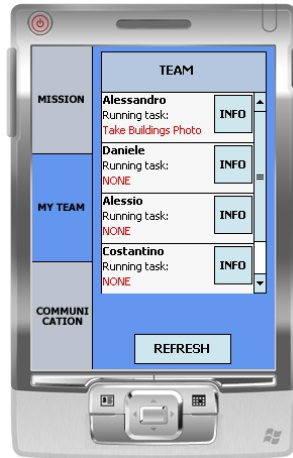 TEAM
MISSION
Alessandro
Running task:
Take Buildings Photo
INFO
Daniele
Running task:
NONE
INFO
MY TEAM
Alessio
Running task:
NONE
INFO
Costantino
Running task:
NONE
INFO
COMMUNI
CATION
REFRESH